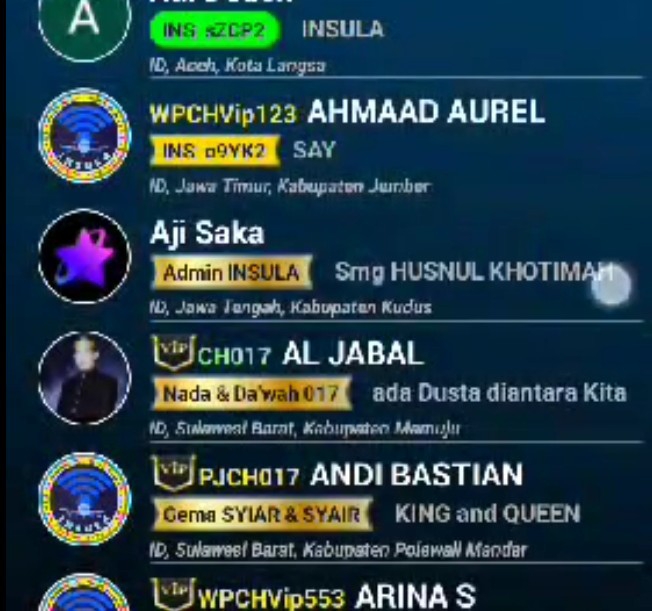 A
INS sZCP2 INSULA
ID, Aceh, Kota Langsa
WPCHVip123 AHMAAD AUREL
INS o9YK2 SAY
ID, Jawa Timur, Kabupaten Jember
INSULA
Aji Saka
Admin INSULA Smg HUSNUL KHOTIMAH
ID, Jawa Tengah, Kabupaten Kudus
VIP CH017 AL JABAL
Nada & Da'wah 017 ada Dusta diantara Kita
ID, Sulawesi Barat, Kabupaten Mamuju
VIP PJCH017 ANDI BASTIAN
Gema SYIAR & SYAIR KING and QUEEN
ID, Sulawesi Barat, Kabupaten Polewali Mandar
INSULA
VIP WPCHVip553 ARINA S